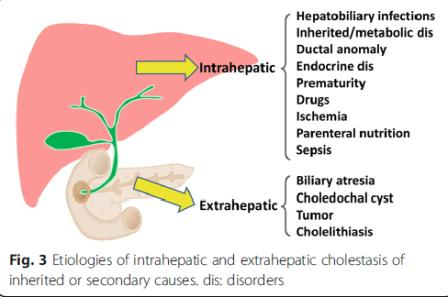 Intrahepatic
Hepatobiliary infections
Inherited/metabolic dis
Ductal anomaly
Endocrine dis
Prematurity
Drugs
Ischemia
Parenteral nutrition
Sepsis
Extrahepatic
Biliary atresia
Choledochal cyst
Tumor
Cholelithiasis
Fig. 3 Etiologies of intrahepatic and extrahepatic cholestasis of
inherited or secondary causes. dis: disorders